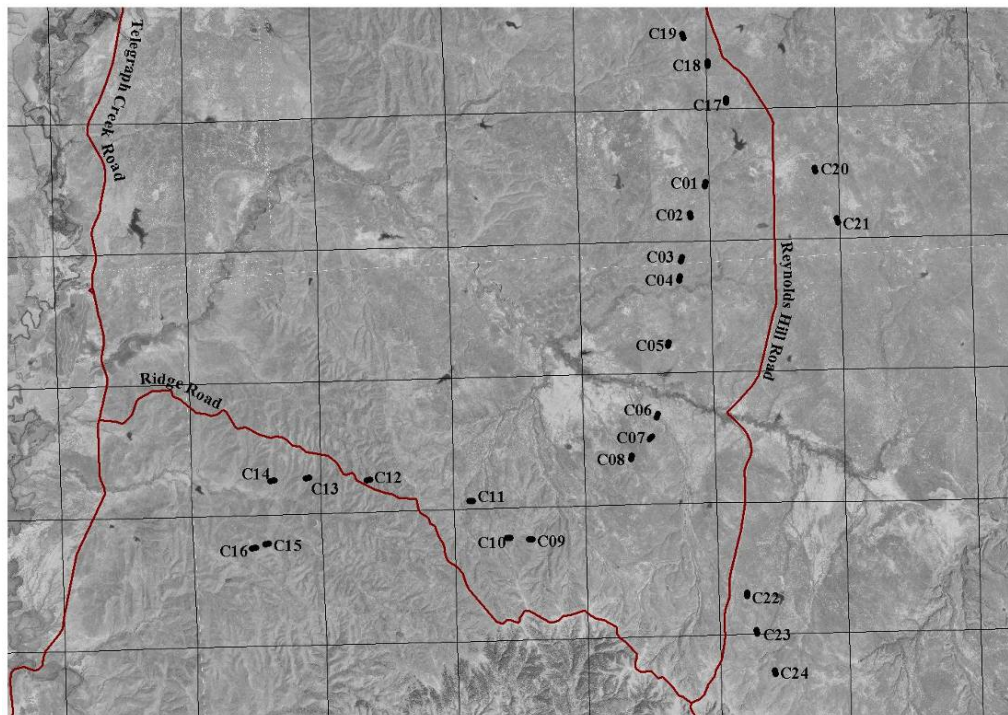 Telegraph Creek Road
C19
C18
C17
C20
C01
C02
C21
C03
C04
Reynolds Hill Road
C05
Ridge Road
C06
C07
C08
C14
C13
C12
C11
C10
C09
C16
C15
C22
C23
C24